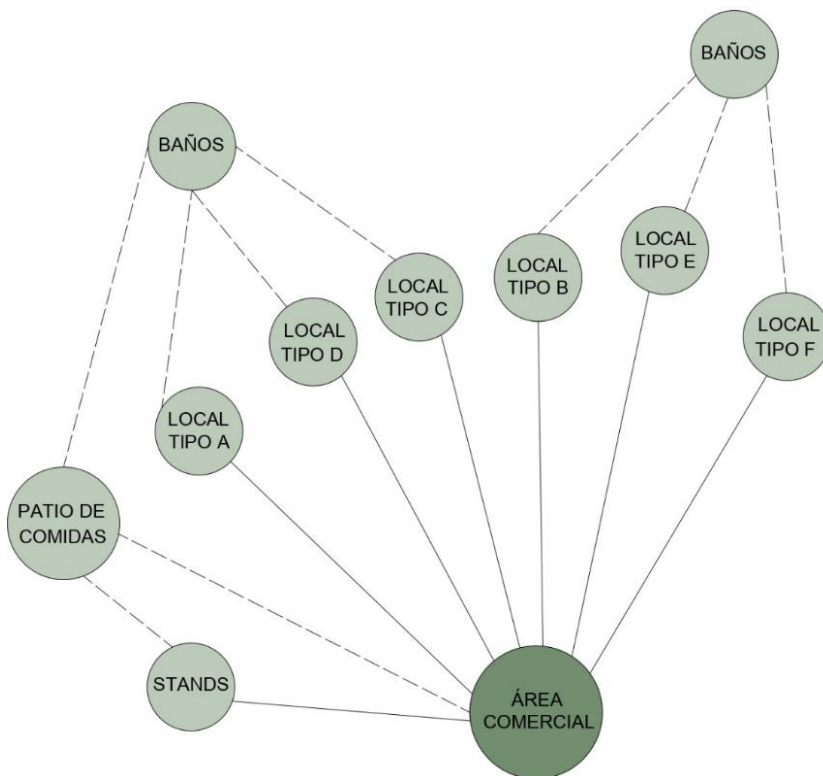 BAÑOS
BAÑOS
LOCAL
TIPO E
LOCAL
TIPO B
LOCAL
TIPO C
LOCAL
TIPO D
LOCAL
TIPO F
LOCAL
TIPO A
PATIO DE
COMIDAS
STANDS
ÁREA
COMERCIAL